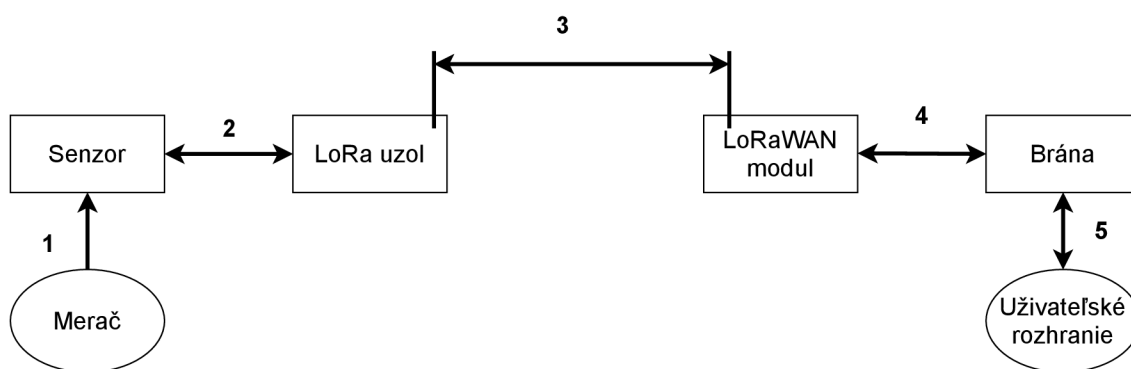 3
2
4
Senzor
LoRa uzol
LoRaWAN
modul
Brána
1
5
Merač
Uživateľské
rozhranie